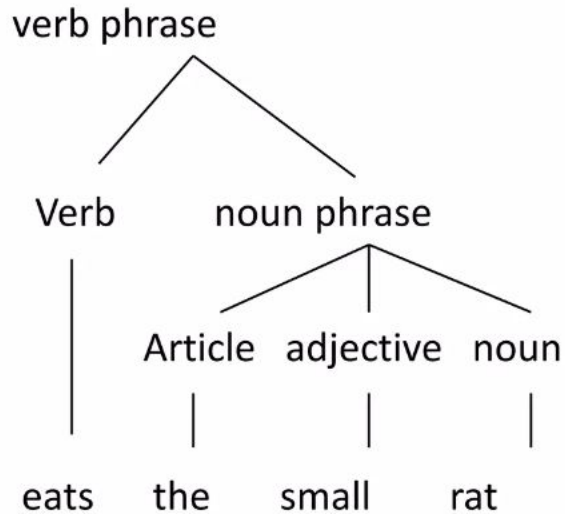 verb phrase
Verb noun phrase
Article adjective noun
eats the small rat